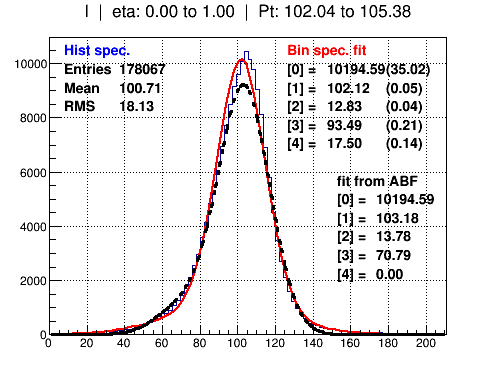 I | eta: 0.00 to 1.00 | Pt: 102.04 to 105.38
Hist spec.
Entries 178067
Mean 100.71
RMS 18.13
Bin spec. fit
[0] = 10194.59(35.02)
[1] = 102.12 (0.05)
[2] = 12.83 (0.04)
[3] = 93.49 (0.21)
[4] = 17.50 (0.14)
fit from ABF
[0] = 10194.59
[1] = 103.18
[2] = 13.78
[3] = 70.79
[4] = 0.00
10000
8000
6000
4000
2000
0
0 20 40 60 80 100 120 140 160 180 200